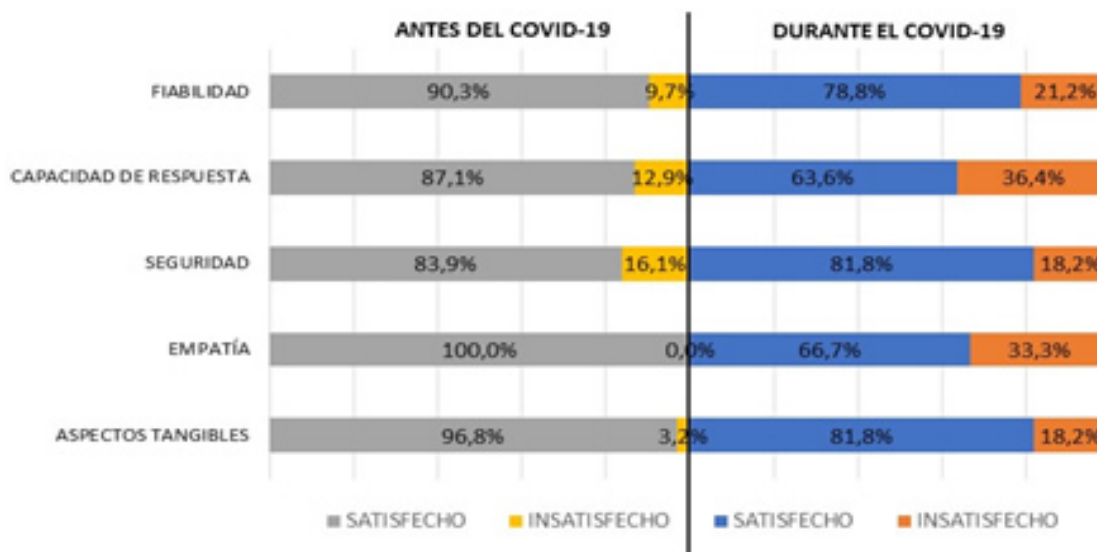 ANTES DEL COVID-19 DURANTE EL COVID-19
FIABILIDAD 90,3% 9,7% 78,8% 21,2%
CAPACIDAD DE RESPUESTA 87,1% 12,9% 63,6% 36,4%
SEGURIDAD 83,9% 16,1% 81,8% 18,2%
EMPATÍA 100,0% 0,0% 66,7% 33,3%
ASPECTOS TANGIBLES 96,8% 3,2% 81,8% 18,2%
SATISFECHO INSATISFECHO SATISFECHO INSATISFECHO